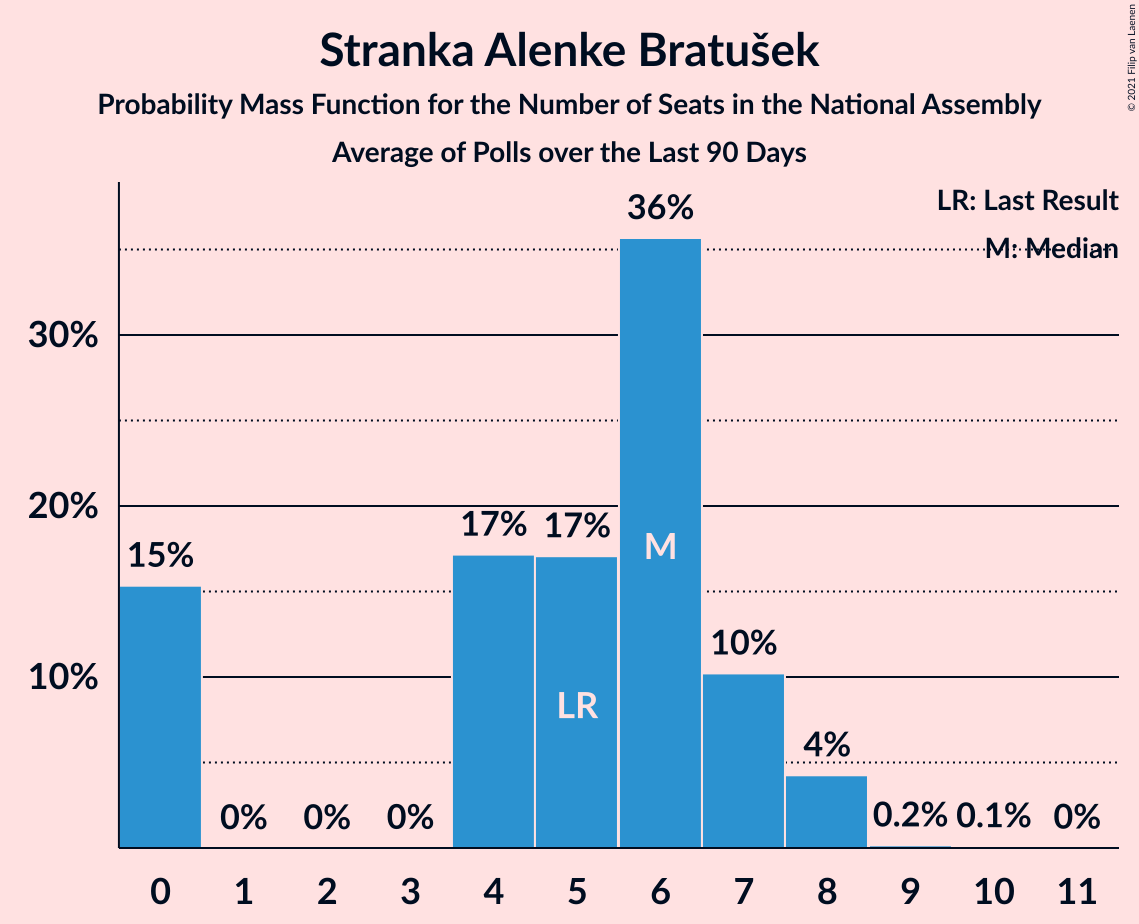 Stranka Alenke Bratušek
Probability Mass Function for the Number of Seats in the National Assembly
Average of Polls over the Last 90 Days
© 2021 Filip van Laenen
LR: Last Result
M: Median
36%
30%
20%
17%
17%
15%
M
10%
10%
LR
4%
0%
0%
0%
0.2%
0.1%
0%
0 1 2 3 4 5 6 7 8 9 10 11